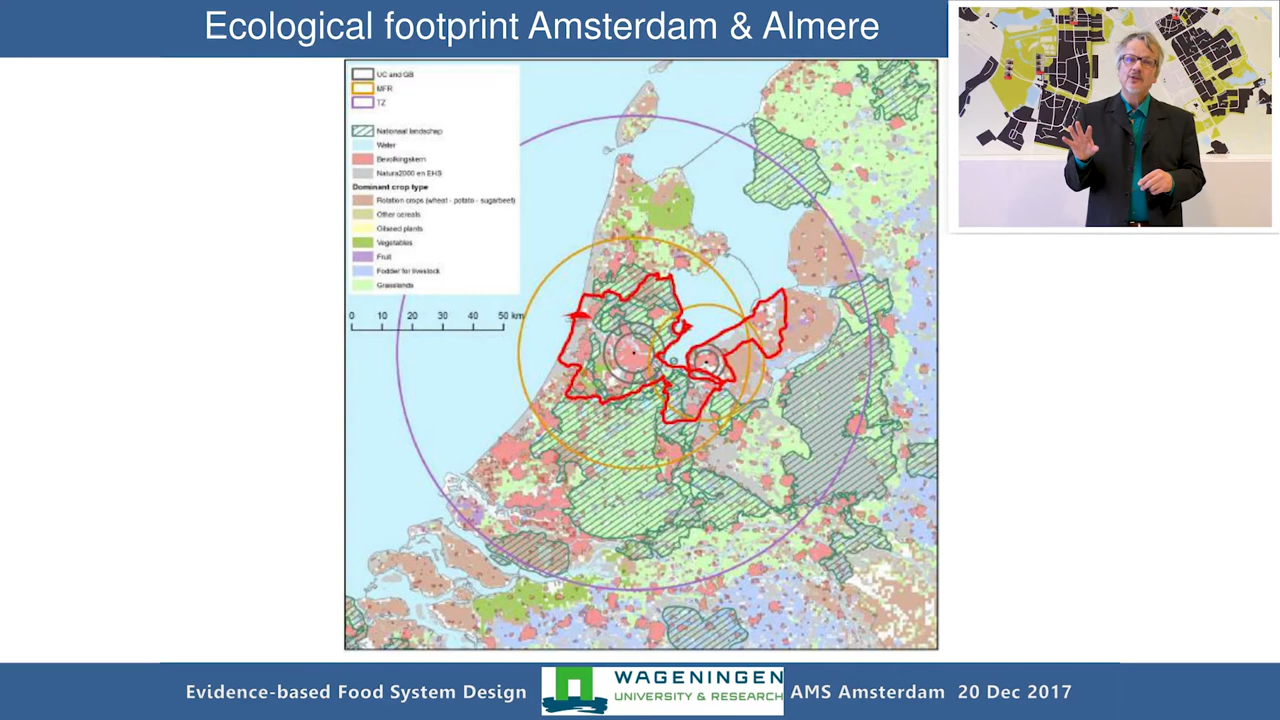 Ecological footprint Amsterdam & Almere
UC and GB
MFR
TZ
Nationaal landschap
Water
Bevolkingskern
Natura2000 en EHS
Dominant crop type
Rotation crops (wheat - potato - sugarbeet)
Other cereals
Oilseed plants
Vegetables
Fruit
Fodder for livestock
Grasslands
0 10 20 30 40 50 km
Evidence-based Food System Design
WAGENINGEN
UNIVERSITY & RESEARCH
AMS Amsterdam 20 Dec 2017